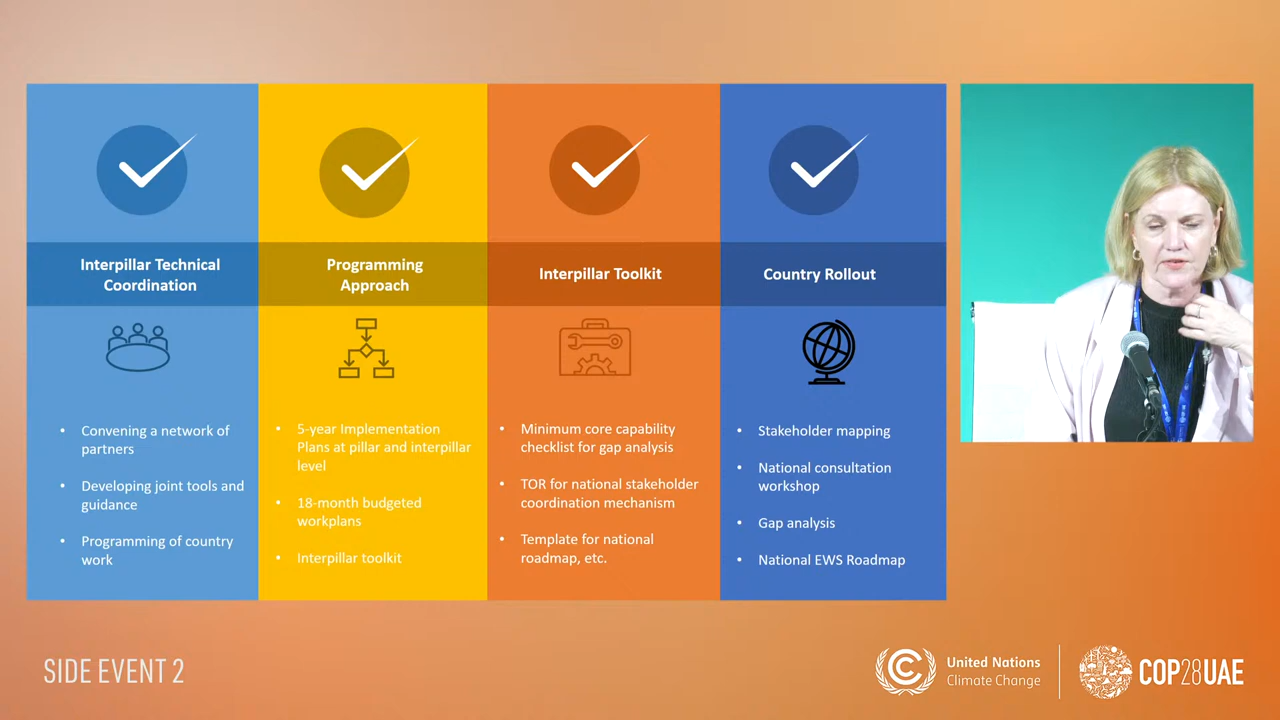 Interpillar Technical
Coordination
• Convening a network of
partners
• Developing joint tools and
guidance
• Programming of country
work
Programming
Approach
• 5-year Implementation
Plans at pillar and interpillar
level
• 18-month budgeted
workplans
• Interpillar toolkit
Interpillar Toolkit
• Minimum core capability
checklist for gap analysis
• TOR for national stakeholder
coordination mechanism
• Template for national
roadmap, etc.
Country Rollout
• Stakeholder mapping
• National consultation
workshop
• Gap analysis
• National EWS Roadmap
SIDE EVENT 2
United Nations
Climate Change
COP28UAE